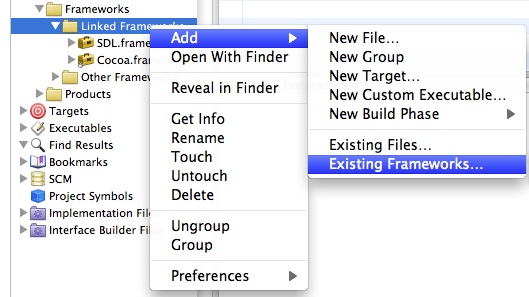 Frameworks
Linked Frameworks
SDL.frame
Cocoa.fram
Other Framew
Products
Targets
Executables
Find Results
Bookmarks
SCM
Project Symbols
Implementation File
Interface Builder File
Add
Open With Finder
Reveal in Finder
Get Info
Rename
Touch
Untouch
Delete
Ungroup
Group
Preferences
New File...
New Group
New Target...
New Custom Executable...
New Build Phase
Existing Files...
Existing Frameworks...